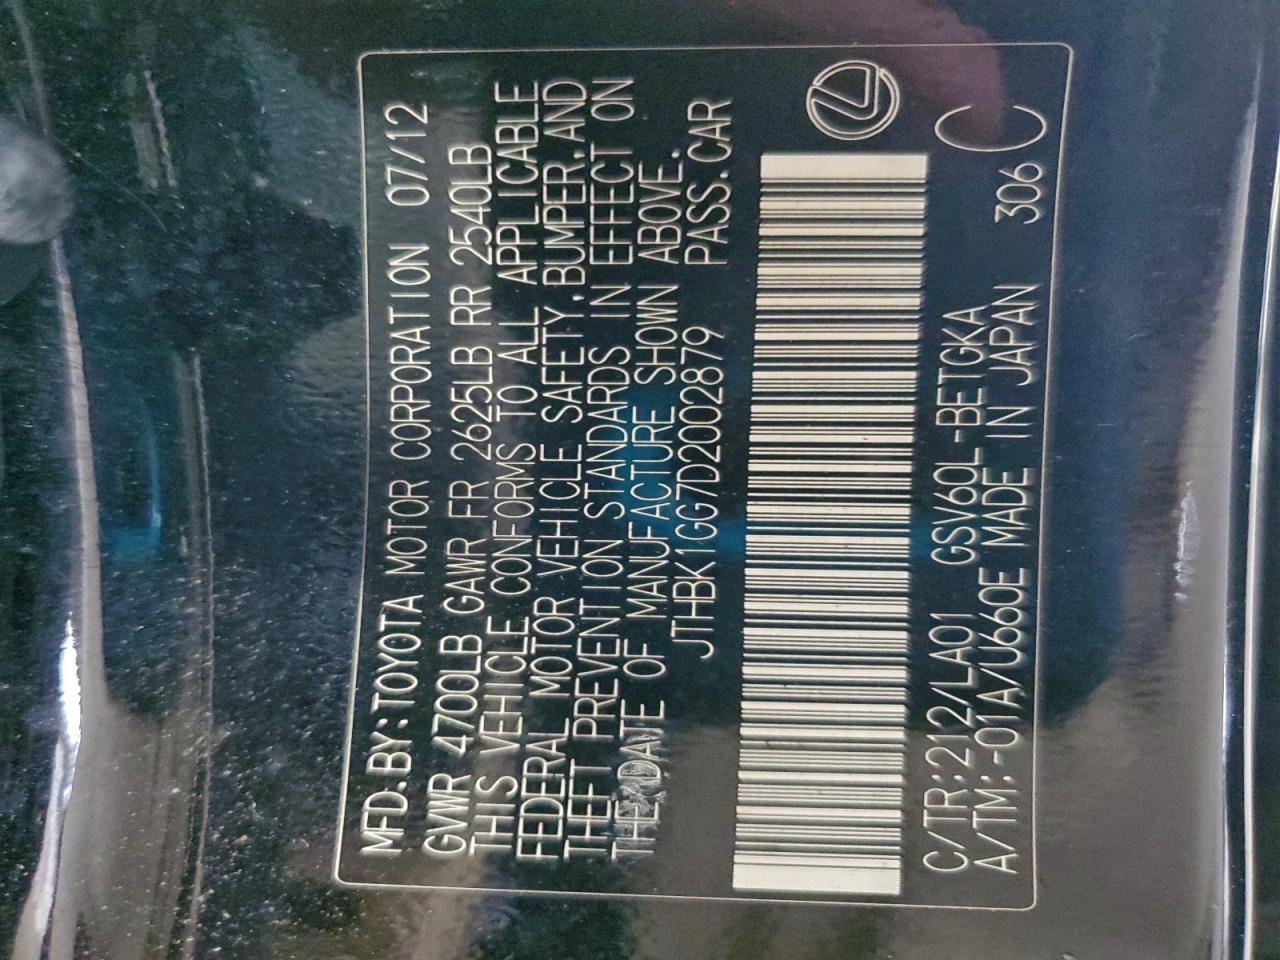 MFD.BY:TOYOTA MOTOR CORPORATION 07/12
GVWR 4700LB GAWR FR 2625LB RR 2540LB
THIS VEHICLE CONFORMS TO ALL APPLICABLE
FEDERAL MOTOR VEHICLE SAFETY,BUMPER,AND
THEFT PREVENTION STANDARDS IN EFFECT ON
THE DATE OF MANUFACTURE SHOWN ABOVE.
JTHBK1GG7D2002879 PASS.CAR
C/TR:212/LA01 GSV60L-BETGKA
A/TM:-01A/U660E MADE IN JAPAN 306 C